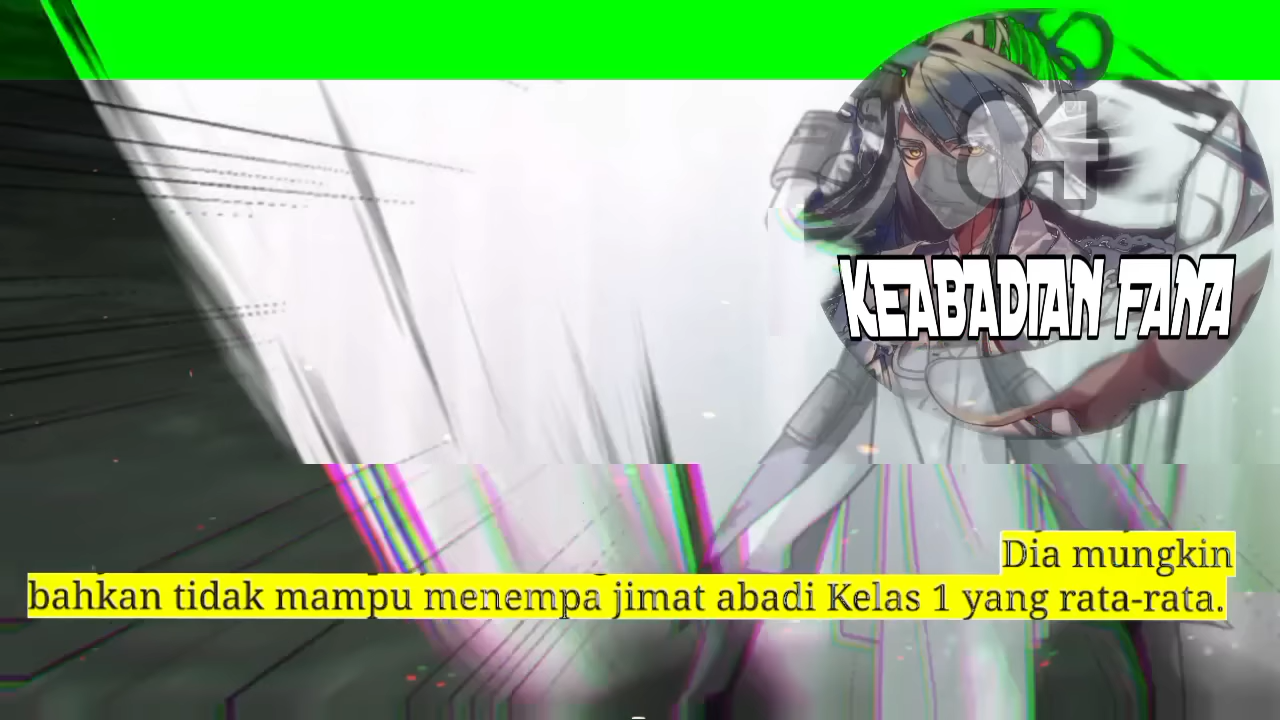 KEABADIAN FANA
Dia mungkin
bahkan tidak mampu menempa jimat abadi Kelas 1 yang rata-rata.